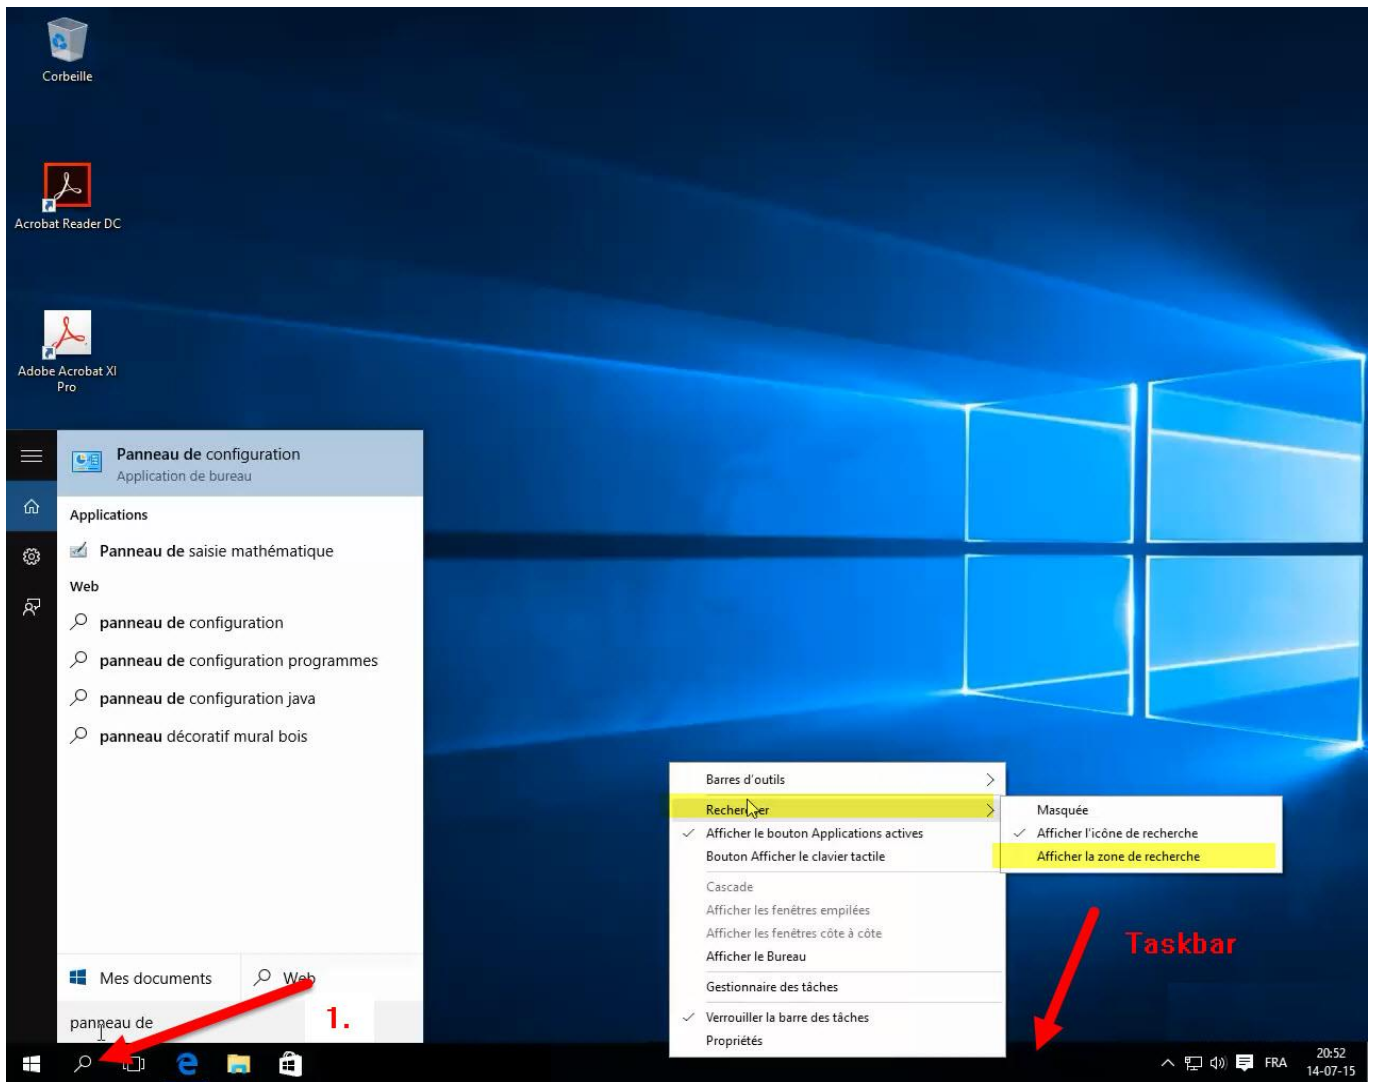 Corbeille
Acrobat Reader DC
Adobe Acrobat XI
Pro
Panneau de configuration
Application de bureau
Applications
Panneau de saisie mathématique
Web
panneau de configuration
panneau de configuration programmes
panneau de configuration java
panneau décoratif mural bois
Mes documents
Web
panneau de
1.
Barres d'outils
Rechercher
Afficher le bouton Applications actives
Bouton Afficher le clavier tactile
Cascade
Afficher les fenêtres empilées
Afficher les fenêtres côte à côte
Afficher le Bureau
Gestionnaire des tâches
Verrouiller la barre des tâches
Propriétés
Masquée
Afficher l'icône de recherche
Afficher la zone de recherche
Taskbar
FRA
20:52
14-07-15